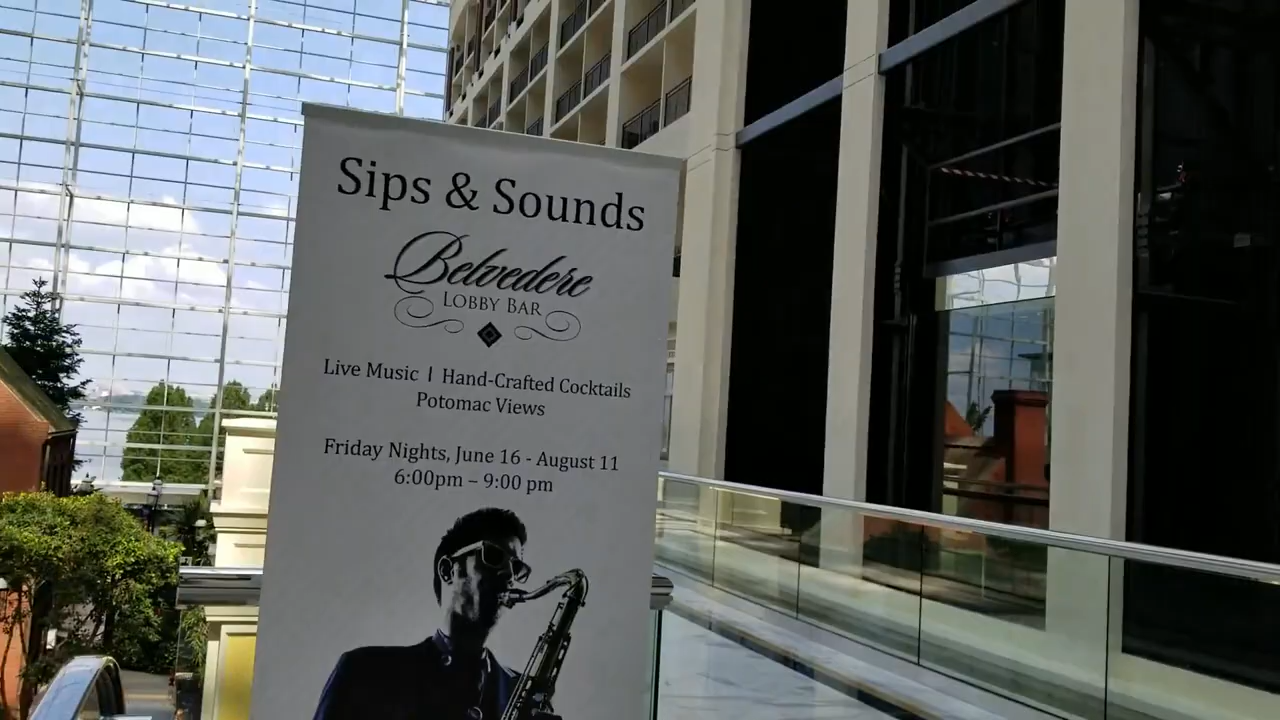 Sips & Sounds
Belvedere
LOBBY BAR
Live Music | Hand-Crafted Cocktails
Potomac Views
Friday Nights, June 16 - August 11
6:00pm – 9:00 pm